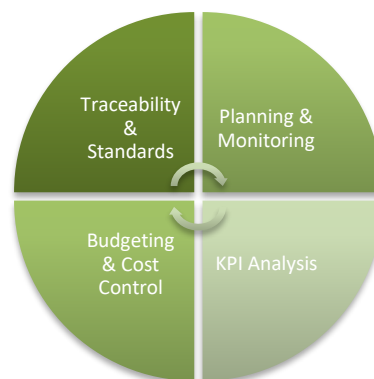 Traceability
&
Standards
Planning &
Monitoring
Budgeting
& Cost
Control
KPI Analysis